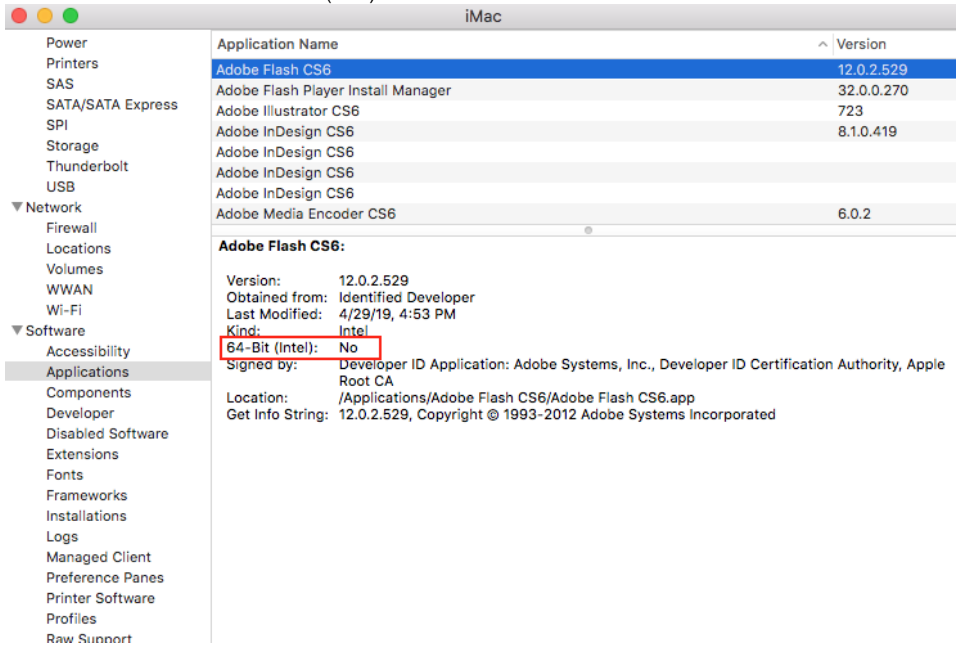 iMac
Power
Printers
SAS
SATA/SATA Express
SPI
Storage
Thunderbolt
USB
Network
Firewall
Locations
Volumes
WWAN
Wi-Fi
Software
Accessibility
Applications
Components
Developer
Disabled Software
Extensions
Fonts
Frameworks
Installations
Logs
Managed Client
Preference Panes
Printer Software
Profiles
Raw Support
Application Name Version
Adobe Flash CS6 12.0.2.529
Adobe Flash Player Install Manager 32.0.0.270
Adobe Illustrator CS6 723
Adobe InDesign CS6 8.1.0.419
Adobe InDesign CS6
Adobe InDesign CS6
Adobe InDesign CS6
Adobe Media Encoder CS6 6.0.2
Adobe Flash CS6:
Version: 12.0.2.529
Obtained from: Identified Developer
Last Modified: 4/29/19, 4:53 PM
Kind: Intel
64-Bit (Intel): No
Signed by: Developer ID Application: Adobe Systems, Inc., Developer ID Certification Authority, Apple
Root CA
Location: /Applications/Adobe Flash CS6/Adobe Flash CS6.app
Get Info String: 12.0.2.529, Copyright © 1993-2012 Adobe Systems Incorporated